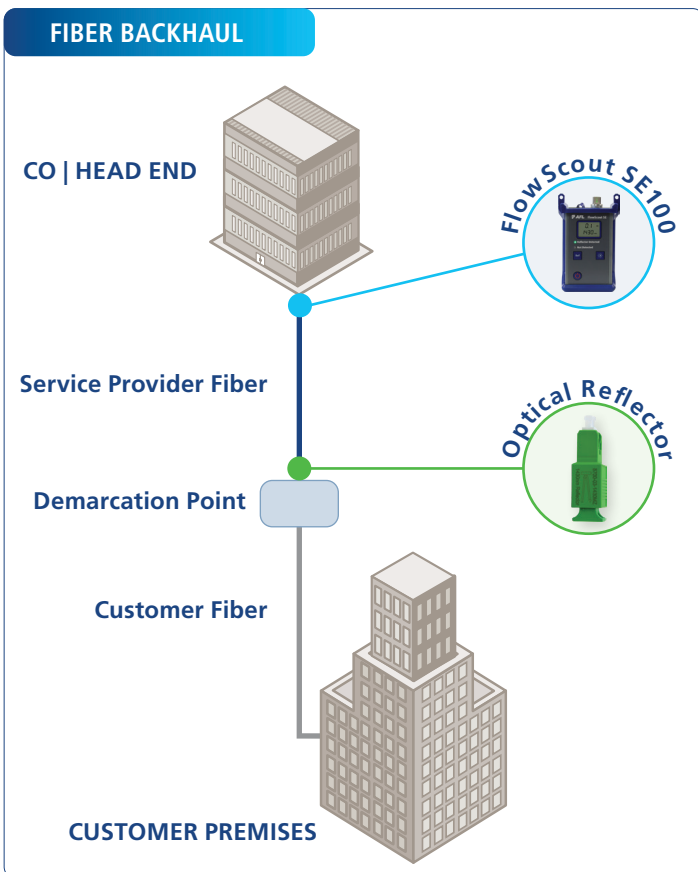 FIBER BACKHAUL
CO | HEAD END
FlowScout SE100
Service Provider Fiber
Optical Reflector
Demarcation Point
Customer Fiber
CUSTOMER PREMISES